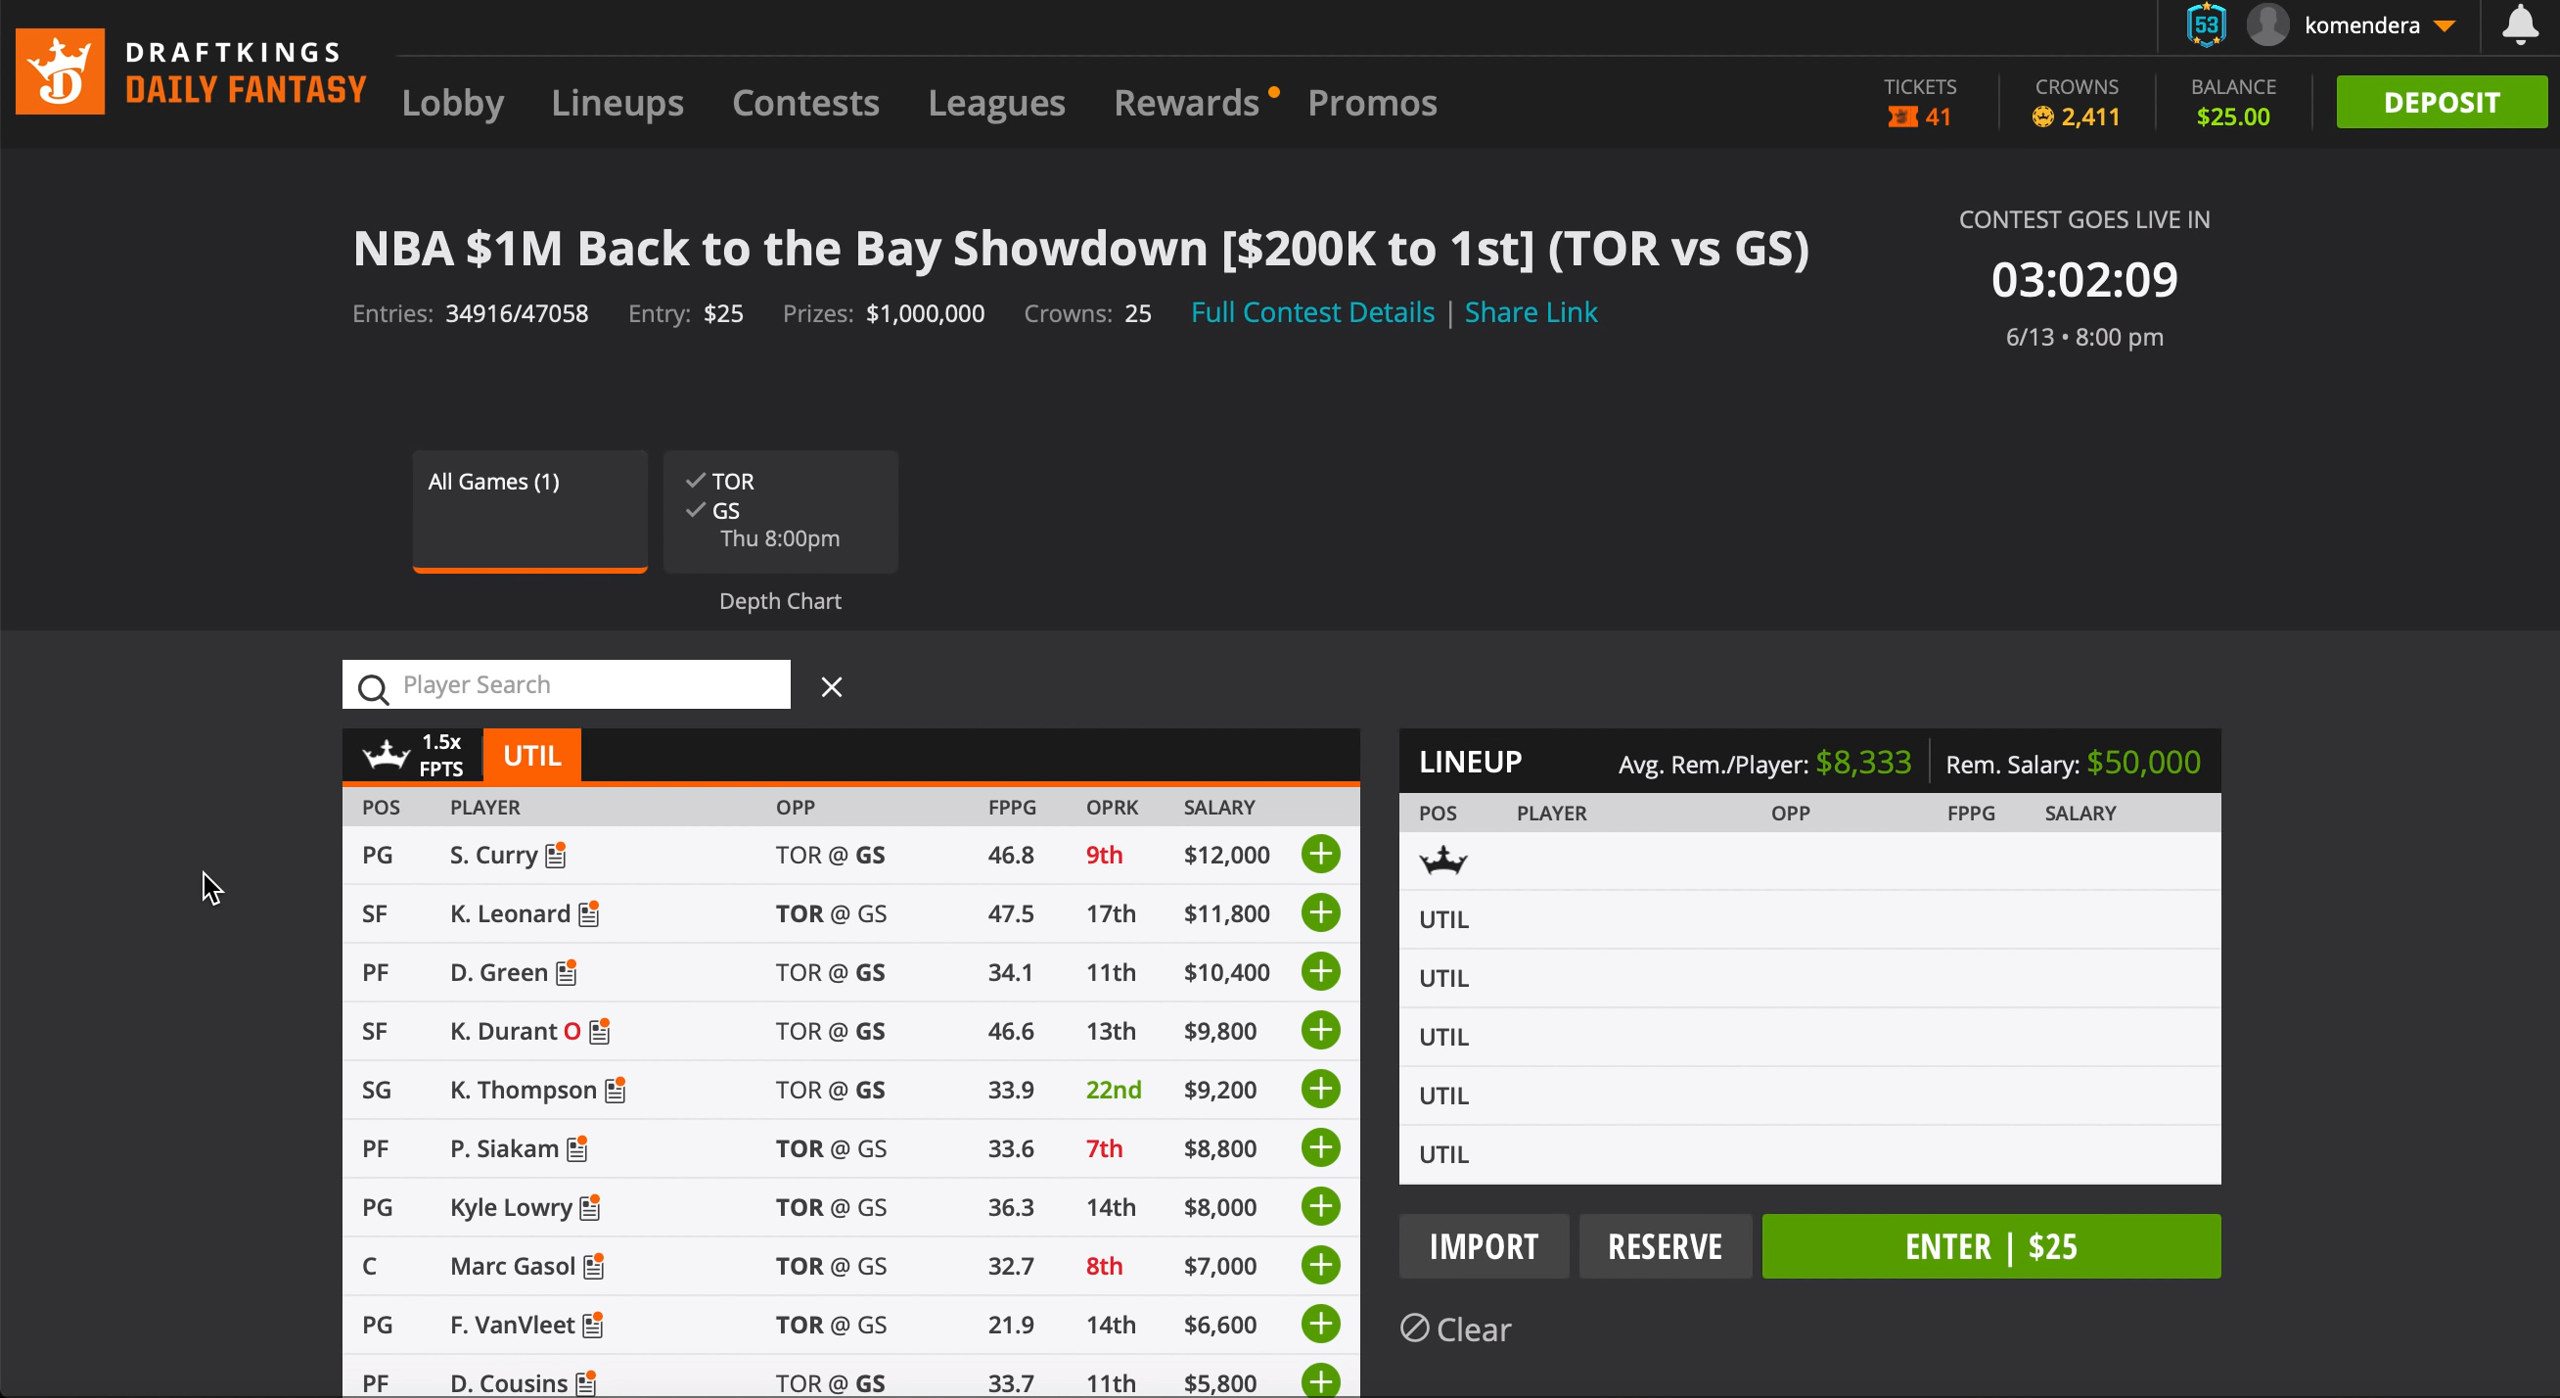 53 komendera
DRAFTKINGS
DAILY FANTASY
Lobby Lineups Contests Leagues Rewards Promos
TICKETS CROWNS BALANCE
41 2,411 $25.00
DEPOSIT
NBA $1M Back to the Bay Showdown [$200K to 1st] (TOR vs GS)
Entries: 34916/47058 Entry: $25 Prizes: $1,000,000 Crowns: 25 Full Contest Details | Share Link
CONTEST GOES LIVE IN
03:02:09
6/13 • 8:00 pm
All Games (1)
TOR
GS
Thu 8:00pm
Depth Chart
Player Search
1.5x
FPTS
UTIL
POS PLAYER OPP FPPG OPRK SALARY
PG S. Curry TOR @ GS 46.8 9th $12,000
SF K. Leonard TOR @ GS 47.5 17th $11,800
PF D. Green TOR @ GS 34.1 11th $10,400
SF K. Durant O TOR @ GS 46.6 13th $9,800
SG K. Thompson TOR @ GS 33.9 22nd $9,200
PF P. Siakam TOR @ GS 33.6 7th $8,800
PG Kyle Lowry TOR @ GS 36.3 14th $8,000
C Marc Gasol TOR @ GS 32.7 8th $7,000
PG F. VanVleet TOR @ GS 21.9 14th $6,600
PF D. Cousins TOR @ GS 33.7 11th $5,800
LINEUP Avg. Rem./Player: $8,333 Rem. Salary: $50,000
POS PLAYER OPP FPPG SALARY
UTIL
UTIL
UTIL
UTIL
UTIL
IMPORT RESERVE ENTER | $25
Clear